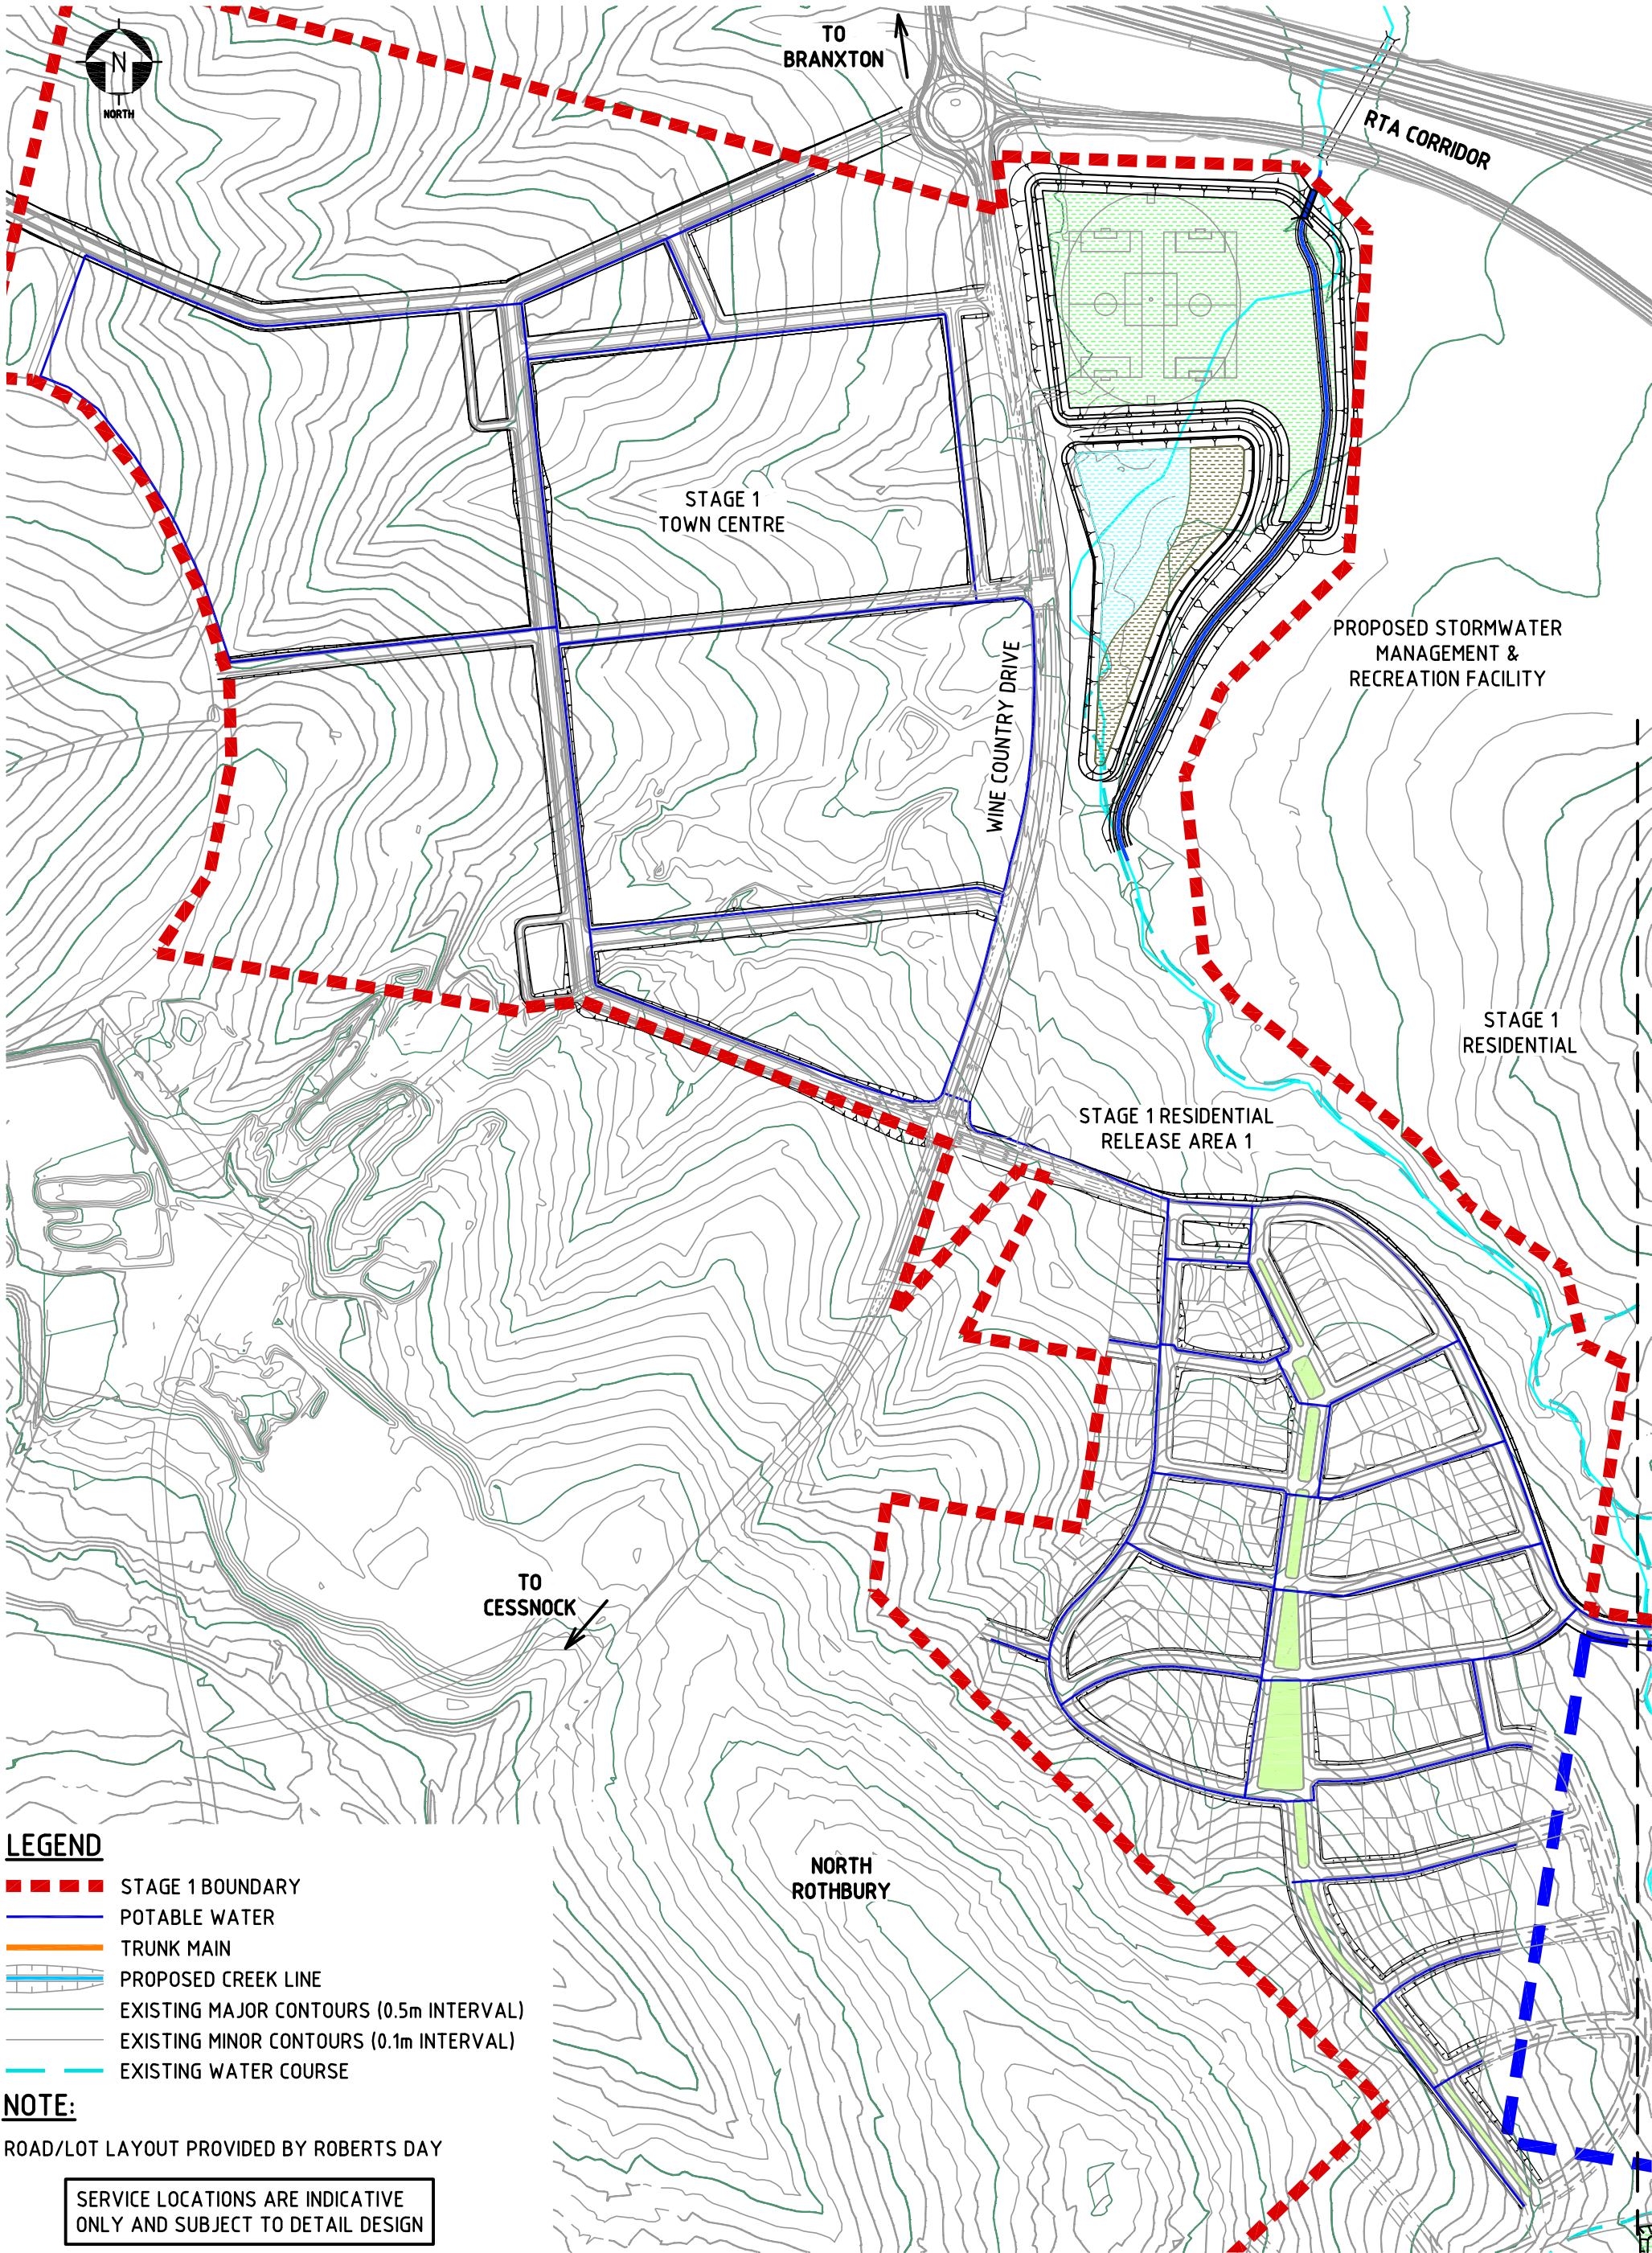 TO
BRANXTON
N
NORTH
RTA CORRIDOR
STAGE 1
TOWN CENTRE
PROPOSED STORMWATER
MANAGEMENT &
RECREATION FACILITY
WINE COUNTRY DRIVE
STAGE 1
RESIDENTIAL
STAGE 1 RESIDENTIAL
RELEASE AREA 1
TO
CESSNOCK
NORTH
ROTHBURY
LEGEND
STAGE 1 BOUNDARY
POTABLE WATER
TRUNK MAIN
PROPOSED CREEK LINE
EXISTING MAJOR CONTOURS (0.5m INTERVAL)
EXISTING MINOR CONTOURS (0.1m INTERVAL)
EXISTING WATER COURSE
NOTE:
ROAD/LOT LAYOUT PROVIDED BY ROBERTS DAY
SERVICE LOCATIONS ARE INDICATIVE
ONLY AND SUBJECT TO DETAIL DESIGN